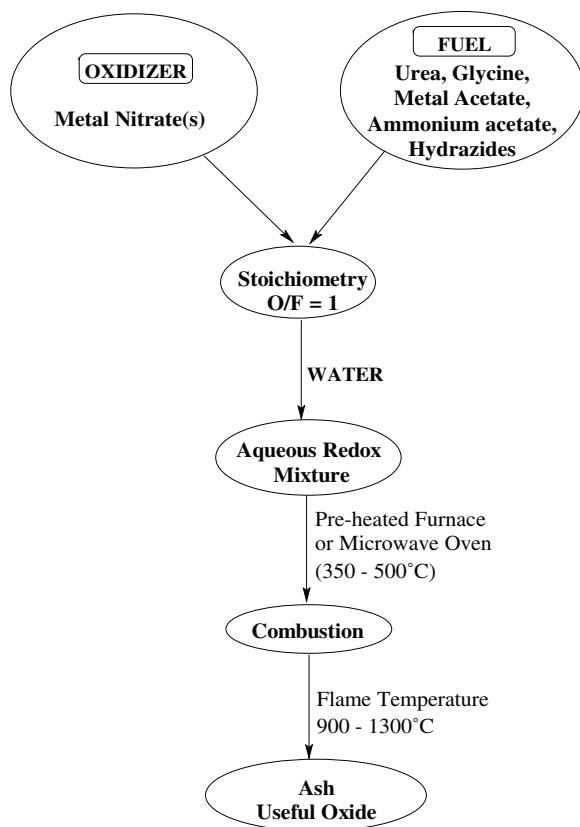 OXIDIZER
Metal Nitrate(s)
FUEL
Urea, Glycine,
Metal Acetate,
Ammonium acetate,
Hydrazides
Stoichiometry
O/F = 1
WATER
Aqueous Redox
Mixture
Pre-heated Furnace
or Microwave Oven
(350 - 500˚C)
Combustion
Flame Temperature
900 - 1300˚C
Ash
Useful Oxide